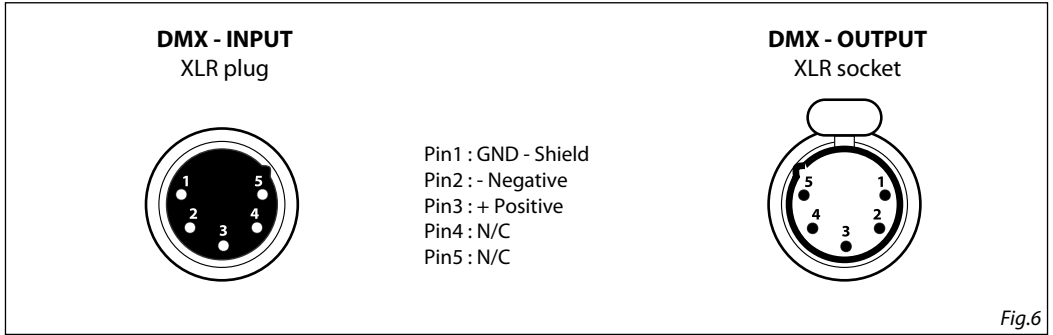 DMX - INPUT
XLR plug
1
5
2
4
3
Pin1 : GND - Shield
Pin2 : - Negative
Pin3 : + Positive
Pin4 : N/C
Pin5 : N/C
DMX - OUTPUT
XLR socket
5
1
4
2
3
Fig.6